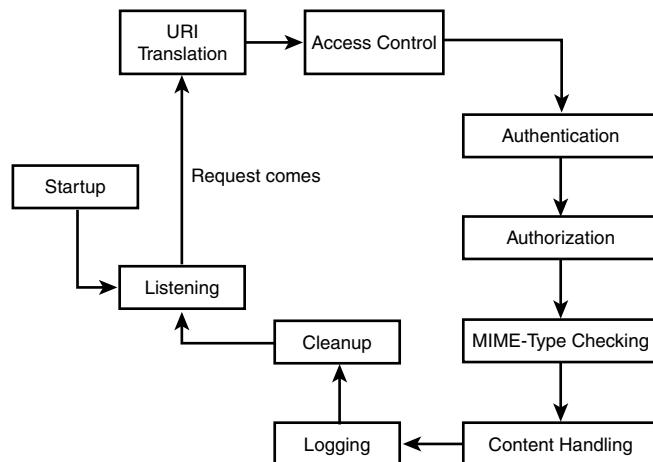 URI
Translation
Access Control
Authentication
Request comes
Startup
Authorization
Listening
Cleanup
MIME-Type Checking
Logging
Content Handling